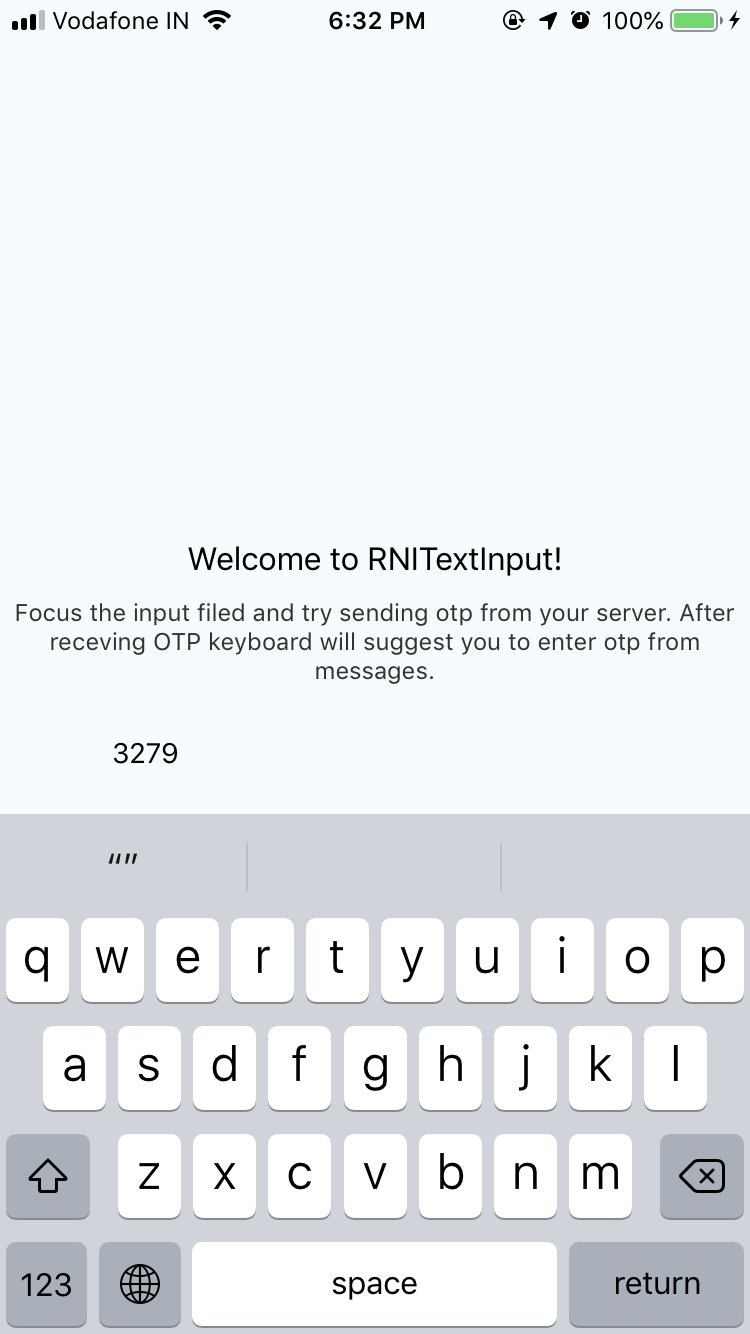 Vodafone IN 6:32 PM 100%
Welcome to RNITextInput!
Focus the input filed and try sending otp from your server. After
receving OTP keyboard will suggest you to enter otp from
messages.
3279
“”
q w e r t y u i o p
a s d f g h j k l
z x c v b n m
123 space return